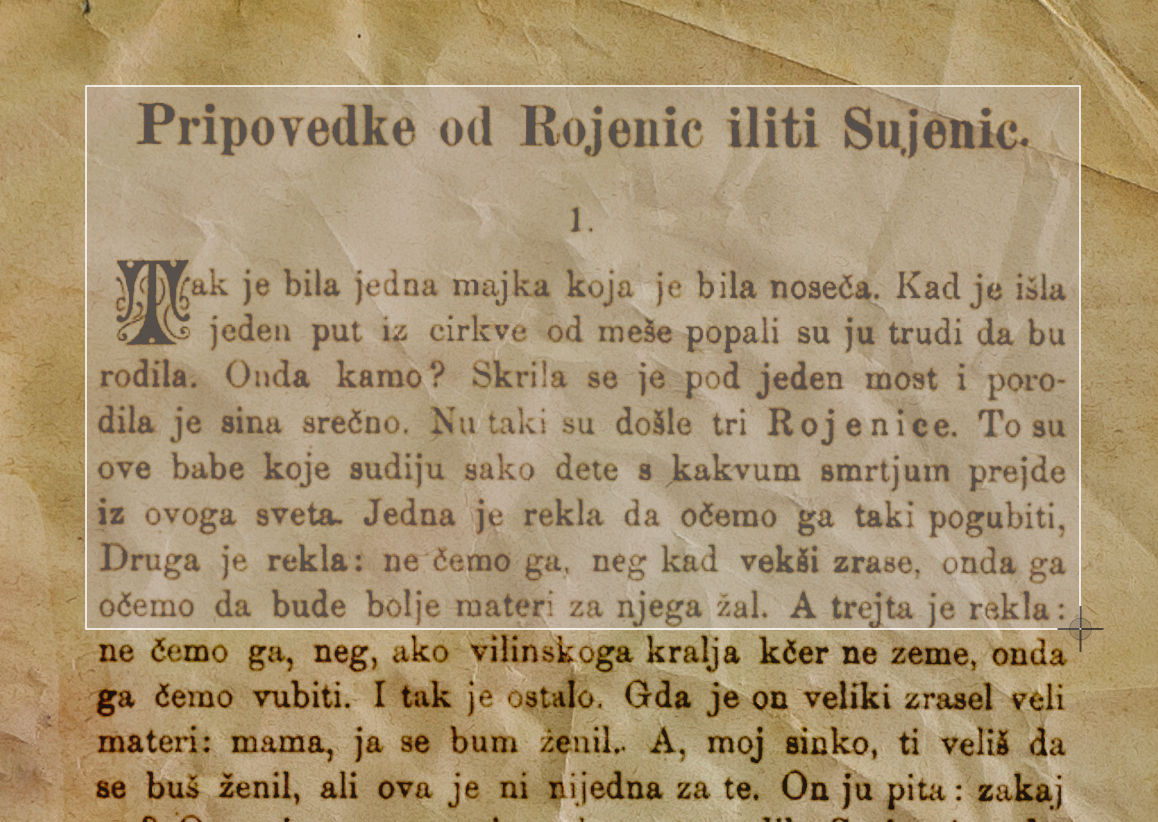 Pripovedke od Rojenic iliti Sujenic.
1.
Tak je bila jedna majka koja je bila noseča. Kad je išla
jeden put iz cirkve od meše popali su ju trudi da bu
rodila. Onda kamo? Skrila se je pod jeden most i poro-
dila je sina srečno. Nu taki su došle tri Rojenice. To su
ove babe koje sudiju sako dete s kakvum smrtjum prejde
iz ovoga sveta. Jedna je rekla da očemo ga taki pogubiti,
Druga je rekla: ne čemo ga, neg kad vekši zrase, onda ga
očemo da bude bolje materi za njega žal. A trejta je rekla:
ne čemo ga, neg, ako vilinskoga kralja kčer ne zeme, onda
ga čemo vubiti. I tak je ostalo. Gda je on veliki zrasel veli
materi: mama, ja se bum ženil. A, moj sinko, ti veliš da
se buš ženil, ali ova je ni nijedna za te. On ju pita: zakaj